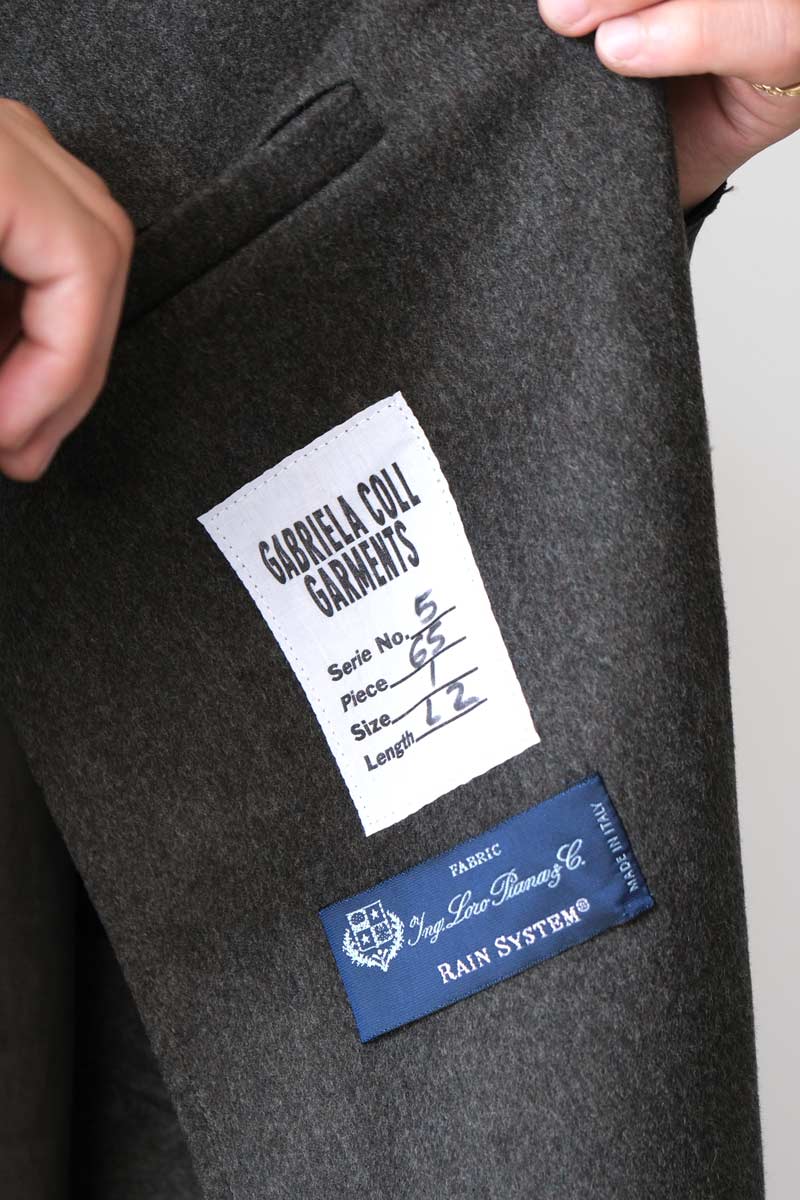 GABRIELA COLL
GARMENTS
Serie No. 5
Piece 65
Size 1
Length L2
FABRIC
Ing. Loro Piana & C.
RAIN SYSTEM®
MADE IN ITALY